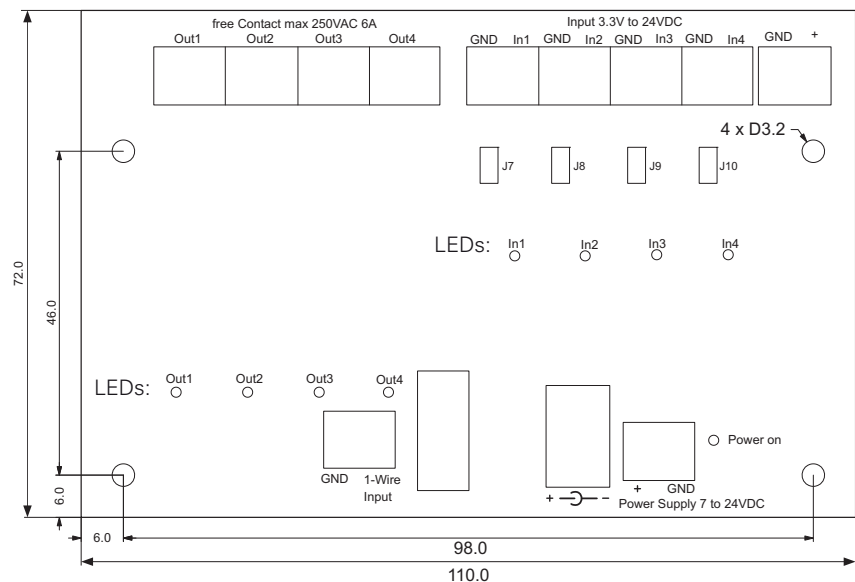 free Contact max 250VAC 6A
Input 3.3V to 24VDC
Out1 Out2 Out3 Out4
GND In1 GND In2 GND In3 GND In4
GND +
4 x D3.2
J7 J8 J9 J10
LEDs: In1 In2 In3 In4
72.0
46.0
LEDs: Out1 Out2 Out3 Out4
Power on
GND 1-Wire
Input
+ -
+ GND
Power Supply 7 to 24VDC
6.0
6.0
98.0
110.0